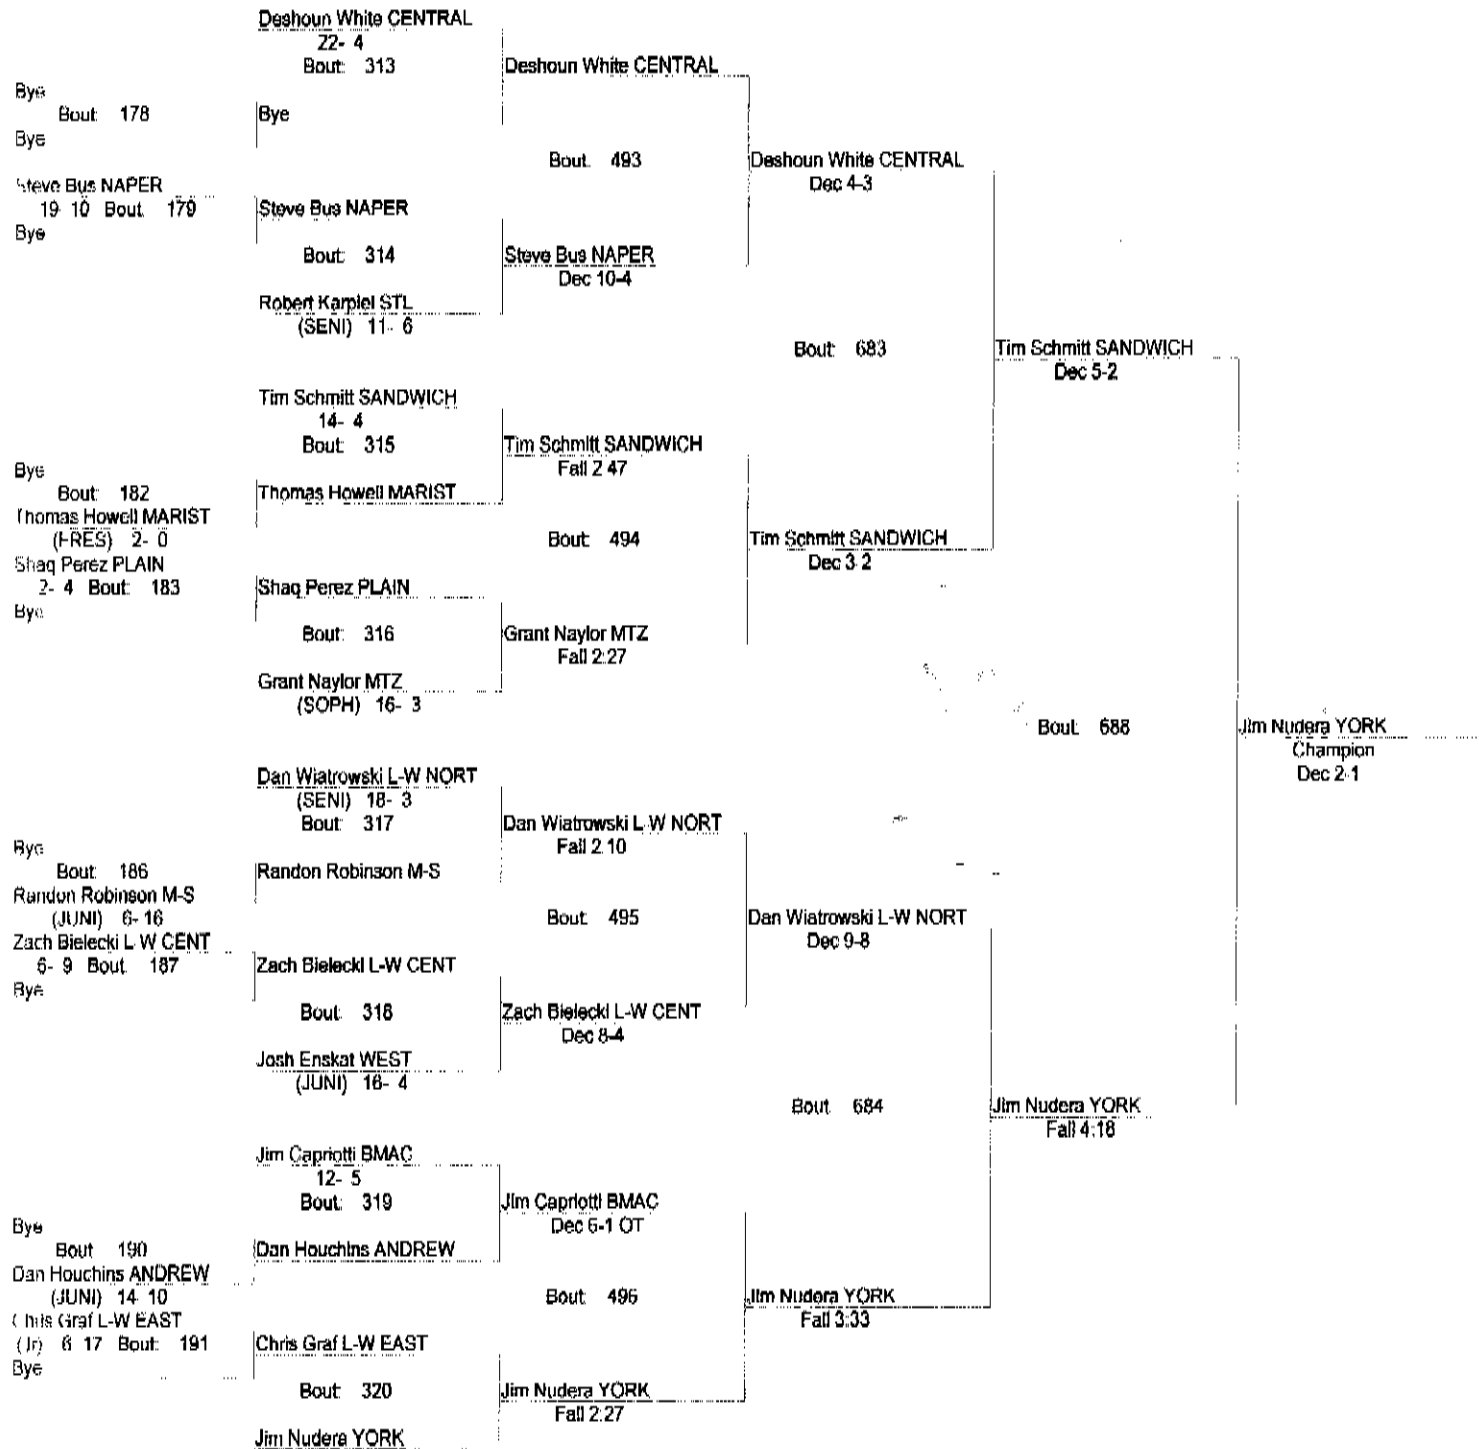 Deshoun White CENTRAL
22- 4
Bout: 313
Deshoun White CENTRAL
Bye
Bout: 178
Bye
Bye
Bout: 493
Deshoun White CENTRAL
Dec 4-3
Steve Bus NAPER
19 10 Bout: 179
Bye
Steve Bus NAPER
Bout: 314
Steve Bus NAPER
Dec 10-4
Robert Karpiel STL
(SENI) 11- 6
Bout: 683
Tim Schmitt SANDWICH
Dec 5-2
Tim Schmitt SANDWICH
14- 4
Bout: 315
Tim Schmitt SANDWICH
Fall 2:47
Bye
Bout: 182
Thomas Howell MARIST
(FRES) 2- 0
Thomas Howell MARIST
Bout: 494
Tim Schmitt SANDWICH
Dec 3-2
Shaq Perez PLAIN
2- 4 Bout: 183
Bye
Shaq Perez PLAIN
Bout: 316
Grant Naylor MTZ
Fall 2:27
Grant Naylor MTZ
(SOPH) 16- 3
Bout: 688
Jim Nudera YORK
Champion
Dec 2-1
Dan Wiatrowski L-W NORT
(SENI) 18- 3
Bout: 317
Dan Wiatrowski L-W NORT
Fall 2:10
Bye
Bout: 186
Randon Robinson M-S
(JUNI) 6- 16
Randon Robinson M-S
Bout: 495
Dan Wiatrowski L-W NORT
Dec 9-8
Zach Bielecki L-W CENT
6- 9 Bout: 187
Bye
Zach Bielecki L-W CENT
Bout: 318
Zach Bielecki L-W CENT
Dec 8-4
Josh Enskat WEST
(JUNI) 16- 4
Bout: 684
Jim Nudera YORK
Fall 4:18
Jim Capriotti BMAC
12- 5
Bout: 319
Jim Capriotti BMAC
Dec 6-1 OT
Bye
Bout: 190
Dan Houchins ANDREW
(JUNI) 14 10
Dan Houchins ANDREW
Bout: 496
Jim Nudera YORK
Fall 3:33
Chris Graf L-W EAST
(Jr) 6 17 Bout: 191
Bye
Chris Graf L-W EAST
Bout: 320
Jim Nudera YORK
Fall 2:27
Jim Nudera YORK